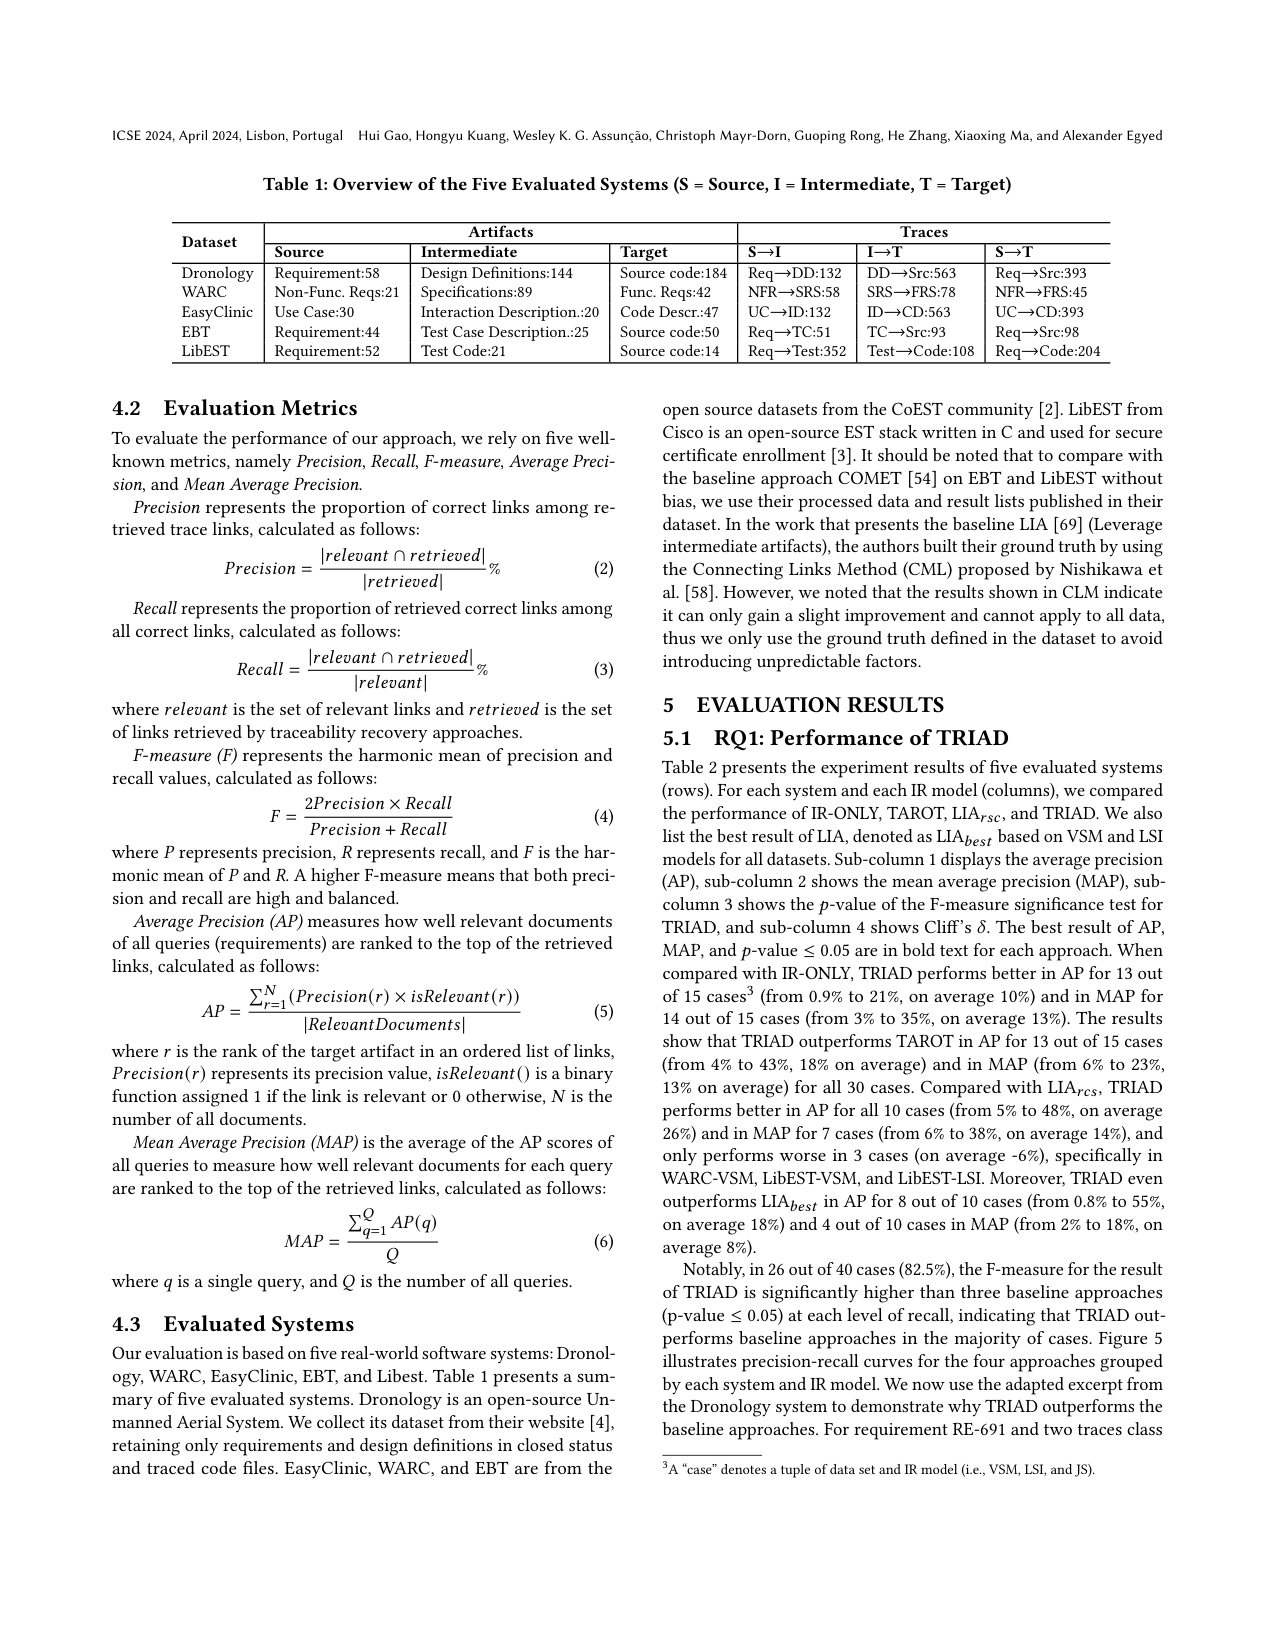 ICSE 2024, April 2024, Lisbon, Portugal Hui Gao, Hongyu Kuang, Wesley K. G. Assunção, Christoph Mayr-Dorn, Guoping Rong, He Zhang, Xiaoxing Ma, and Alexander Egyed
Table 1: Overview of the Five Evaluated Systems (S = Source, I = Intermediate, T = Target)
Dataset Artifacts Traces
Source Intermediate Target S→I I→T S→T
Dronology Requirement:58 Design Definitions:144 Source code:184 Req→DD:132 DD→Src:563 Req→Src:393
WARC Non-Func. Reqs:21 Specifications:89 Func. Reqs:42 NFR→SRS:58 SRS→FRS:78 NFR→FRS:45
EasyClinic Use Case:30 Interaction Description.:20 Code Descr.:47 UC→ID:132 ID→CD:563 UC→CD:393
EBT Requirement:44 Test Case Description.:25 Source code:50 Req→TC:51 TC→Src:93 Req→Src:98
LibEST Requirement:52 Test Code:21 Source code:14 Req→Test:352 Test→Code:108 Req→Code:204
4.2 Evaluation Metrics
To evaluate the performance of our approach, we rely on five well-
known metrics, namely Precision, Recall, F-measure, Average Preci-
sion, and Mean Average Precision.
Precision represents the proportion of correct links among re-
trieved trace links, calculated as follows:
Precision = |relevant ∩ retrieved| / |retrieved| % (2)
Recall represents the proportion of retrieved correct links among
all correct links, calculated as follows:
Recall = |relevant ∩ retrieved| / |relevant| % (3)
where relevant is the set of relevant links and retrieved is the set
of links retrieved by traceability recovery approaches.
F-measure (F) represents the harmonic mean of precision and
recall values, calculated as follows:
F = 2Precision × Recall / Precision + Recall (4)
where P represents precision, R represents recall, and F is the har-
monic mean of P and R. A higher F-measure means that both preci-
sion and recall are high and balanced.
Average Precision (AP) measures how well relevant documents
of all queries (requirements) are ranked to the top of the retrieved
links, calculated as follows:
AP = ∑_{r=1}^{N}(Precision(r) × isRelevant(r)) / |RelevantDocuments| (5)
where r is the rank of the target artifact in an ordered list of links,
Precision(r) represents its precision value, isRelevant() is a binary
function assigned 1 if the link is relevant or 0 otherwise, N is the
number of all documents.
Mean Average Precision (MAP) is the average of the AP scores of
all queries to measure how well relevant documents for each query
are ranked to the top of the retrieved links, calculated as follows:
MAP = ∑_{q=1}^{Q} AP(q) / Q (6)
where q is a single query, and Q is the number of all queries.
4.3 Evaluated Systems
Our evaluation is based on five real-world software systems: Dronol-
ogy, WARC, EasyClinic, EBT, and Libest. Table 1 presents a sum-
mary of five evaluated systems. Dronology is an open-source Un-
manned Aerial System. We collect its dataset from their website [4],
retaining only requirements and design definitions in closed status
and traced code files. EasyClinic, WARC, and EBT are from the
open source datasets from the CoEST community [2]. LibEST from
Cisco is an open-source EST stack written in C and used for secure
certificate enrollment [3]. It should be noted that to compare with
the baseline approach COMET [54] on EBT and LibEST without
bias, we use their processed data and result lists published in their
dataset. In the work that presents the baseline LIA [69] (Leverage
intermediate artifacts), the authors built their ground truth by using
the Connecting Links Method (CML) proposed by Nishikawa et
al. [58]. However, we noted that the results shown in CLM indicate
it can only gain a slight improvement and cannot apply to all data,
thus we only use the ground truth defined in the dataset to avoid
introducing unpredictable factors.
5 EVALUATION RESULTS
5.1 RQ1: Performance of TRIAD
Table 2 presents the experiment results of five evaluated systems
(rows). For each system and each IR model (columns), we compared
the performance of IR-ONLY, TAROT, LIA_rsc, and TRIAD. We also
list the best result of LIA, denoted as LIA_best based on VSM and LSI
models for all datasets. Sub-column 1 displays the average precision
(AP), sub-column 2 shows the mean average precision (MAP), sub-
column 3 shows the p-value of the F-measure significance test for
TRIAD, and sub-column 4 shows Cliff's δ. The best result of AP,
MAP, and p-value ≤ 0.05 are in bold text for each approach. When
compared with IR-ONLY, TRIAD performs better in AP for 13 out
of 15 cases³ (from 0.9% to 21%, on average 10%) and in MAP for
14 out of 15 cases (from 3% to 35%, on average 13%). The results
show that TRIAD outperforms TAROT in AP for 13 out of 15 cases
(from 4% to 43%, 18% on average) and in MAP (from 6% to 23%,
13% on average) for all 30 cases. Compared with LIA_rcs, TRIAD
performs better in AP for all 10 cases (from 5% to 48%, on average
26%) and in MAP for 7 cases (from 6% to 38%, on average 14%), and
only performs worse in 3 cases (on average -6%), specifically in
WARC-VSM, LibEST-VSM, and LibEST-LSI. Moreover, TRIAD even
outperforms LIA_best in AP for 8 out of 10 cases (from 0.8% to 55%,
on average 18%) and 4 out of 10 cases in MAP (from 2% to 18%, on
average 8%).
Notably, in 26 out of 40 cases (82.5%), the F-measure for the result
of TRIAD is significantly higher than three baseline approaches
(p-value ≤ 0.05) at each level of recall, indicating that TRIAD out-
performs baseline approaches in the majority of cases. Figure 5
illustrates precision-recall curves for the four approaches grouped
by each system and IR model. We now use the adapted excerpt from
the Dronology system to demonstrate why TRIAD outperforms the
baseline approaches. For requirement RE-691 and two traces class
³A "case" denotes a tuple of data set and IR model (i.e., VSM, LSI, and JS).